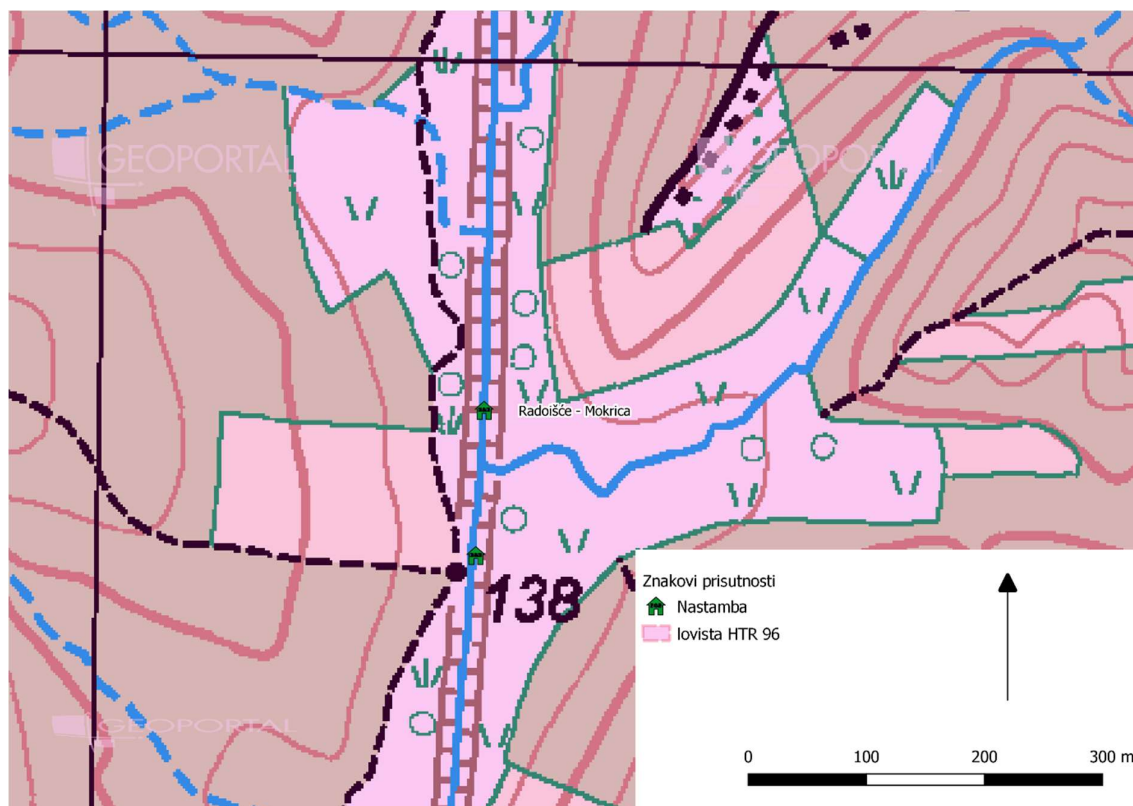 GEOPORTAL
GEOPORTAL
Radoišće - Mokrica
138
Znakovi prisutnosti
Nastamba
lovista HTR 96
0 100 200 300 m
GEOPORTAL